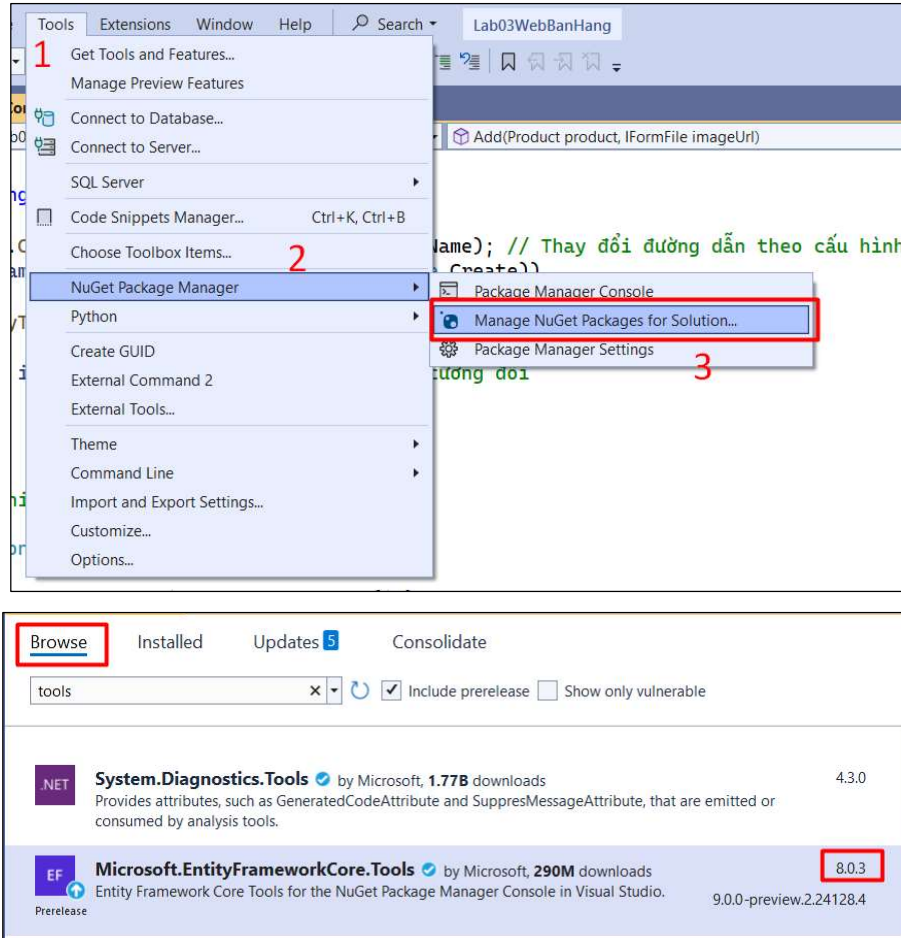 Tools Extensions Window Help Search Lab03WebBanHang
1
Get Tools and Features...
Manage Preview Features
Connect to Database...
Add(Product product, IFormFile imageUrl)
Connect to Server...
SQL Server
Code Snippets Manager... Ctrl+K, Ctrl+B
Name); // Thay đổi đường dẫn theo cấu hình
Choose Toolbox Items...
2
Create))
NuGet Package Manager
Package Manager Console
Python
Manage NuGet Packages for Solution...
Create GUID
Package Manager Settings
3
External Command 2
tương đối
External Tools...
Theme
Command Line
Import and Export Settings...
Customize...
Options...
Browse Installed Updates 5 Consolidate
tools Include prerelease Show only vulnerable
.NET
System.Diagnostics.Tools by Microsoft, 1.77B downloads 4.3.0
Provides attributes, such as GeneratedCodeAttribute and SuppresMessageAttribute, that are emitted or
consumed by analysis tools.
EF
Microsoft.EntityFrameworkCore.Tools by Microsoft, 290M downloads 8.0.3
Entity Framework Core Tools for the NuGet Package Manager Console in Visual Studio. 9.0.0-preview.2.24128.4
Prerelease